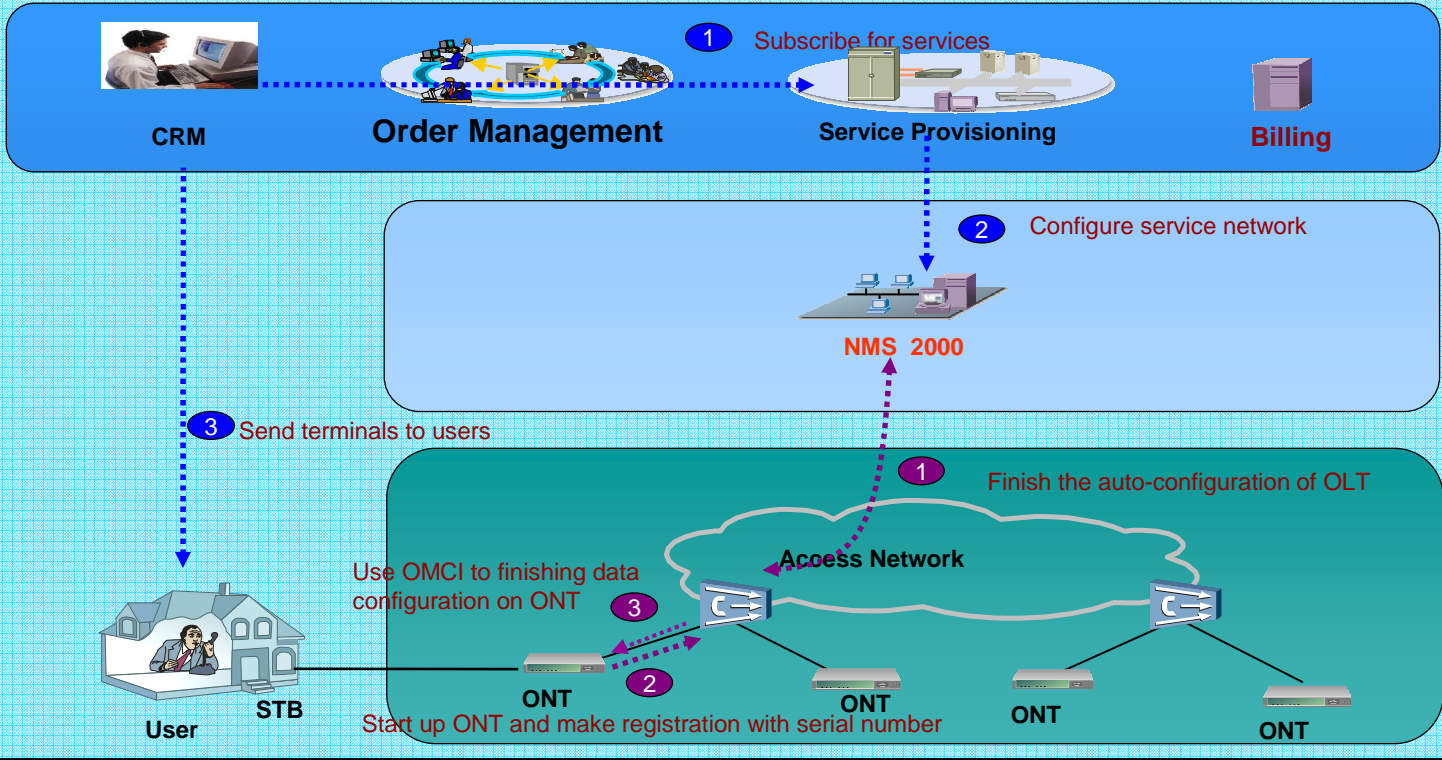 1
Subscribe for services
CRM
Order Management
Service Provisioning
Billing
2
Configure service network
NMS 2000
3
Send terminals to users
1
Finish the auto-configuration of OLT
Access Network
Use OMCI to finishing data
configuration on ONT
3
2
ONT
ONT
ONT
ONT
STB
User
Start up ONT and make registration with serial number